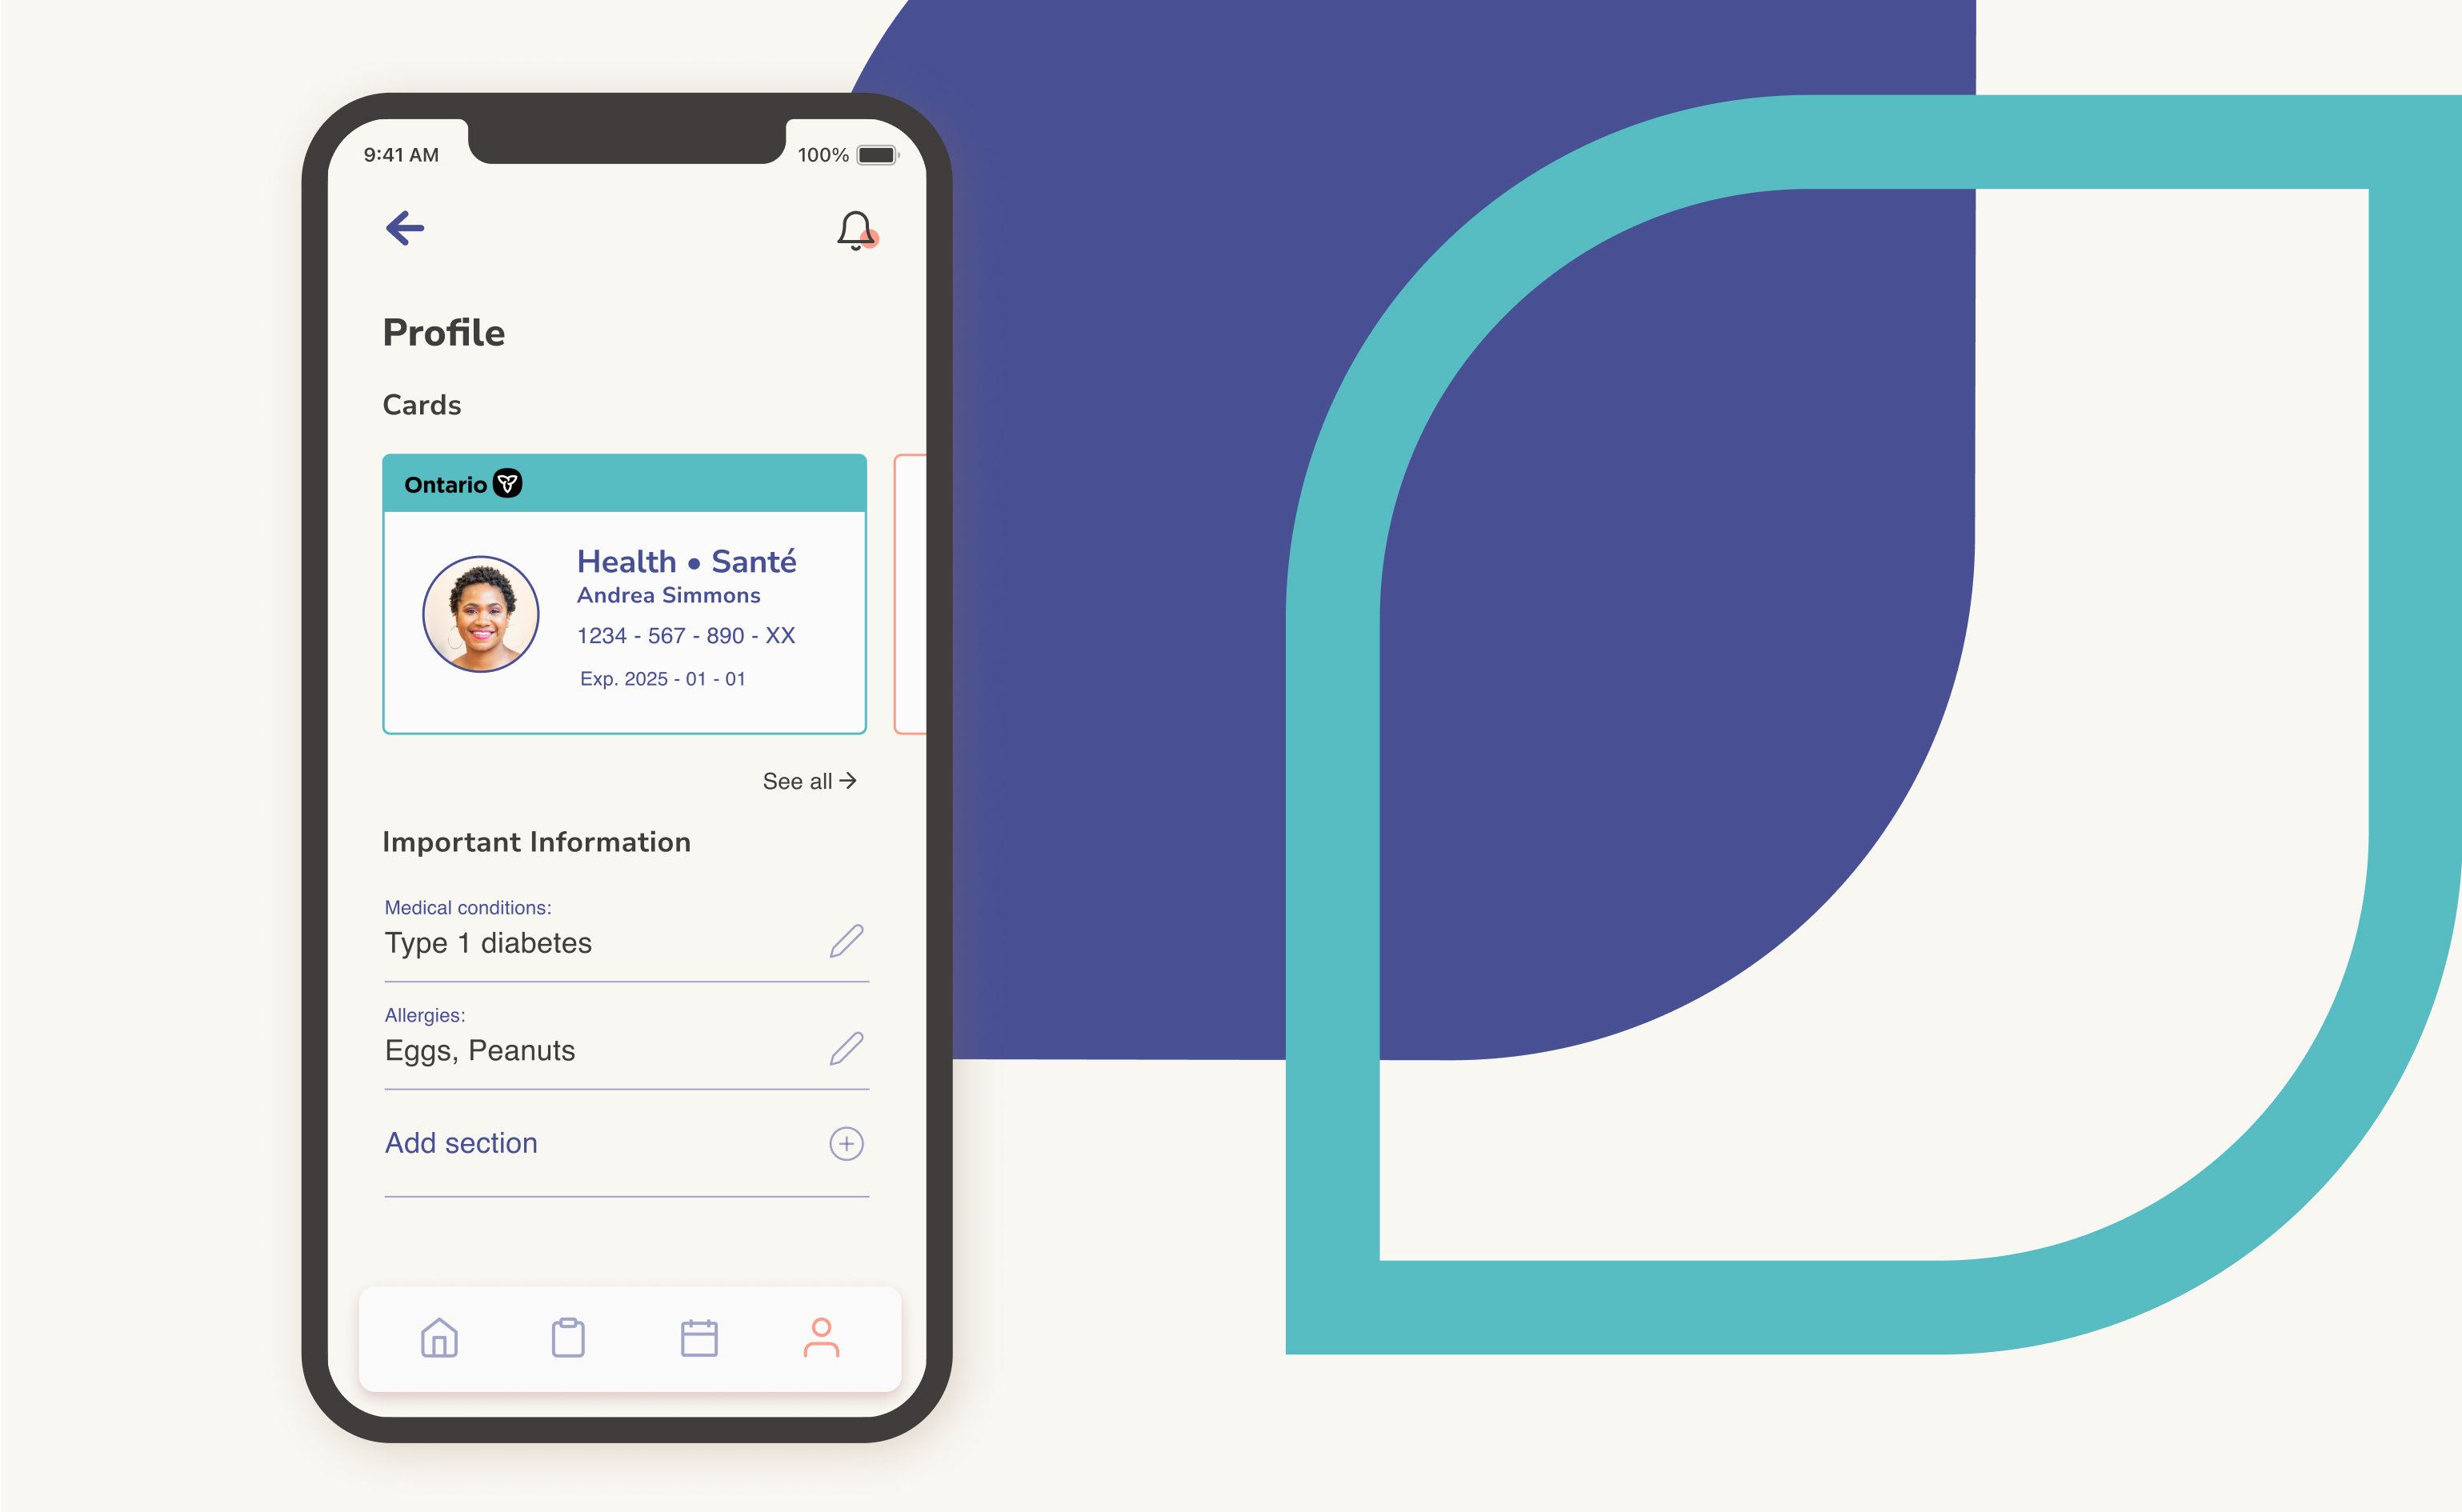 9:41 AM
100%
Profile
Cards
Ontario
Health • Santé
Andrea Simmons
1234 - 567 - 890 - XX
Exp. 2025 - 01 - 01
See all
Important Information
Medical conditions:
Type 1 diabetes
Allergies:
Eggs, Peanuts
Add section